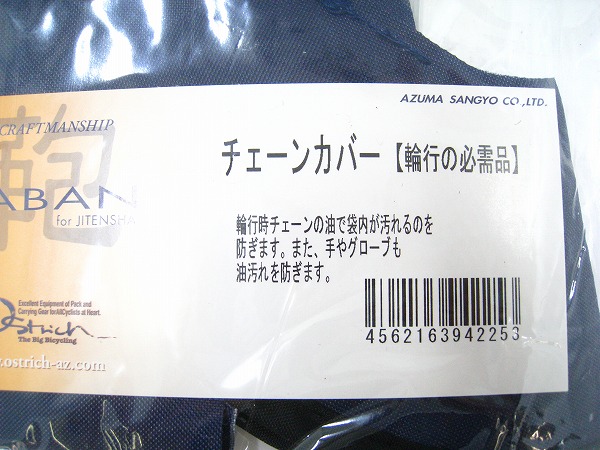 AZUMA SANGYO CO.,LTD.
CRAFTMANSHIP
鞄
ABAN
for JITENSHA
チェーンカバー【輪行の必需品】
輪行時チェーンの油で袋内が汚れるのを
防ぎます。また、手やグローブも
油汚れを防ぎます。
4562163942253
Excellent Equipment of Pack and
Carrying Gear for All Cyclists at Heart.
Ostrich
The Big Bicycling
.ostrich-az.com